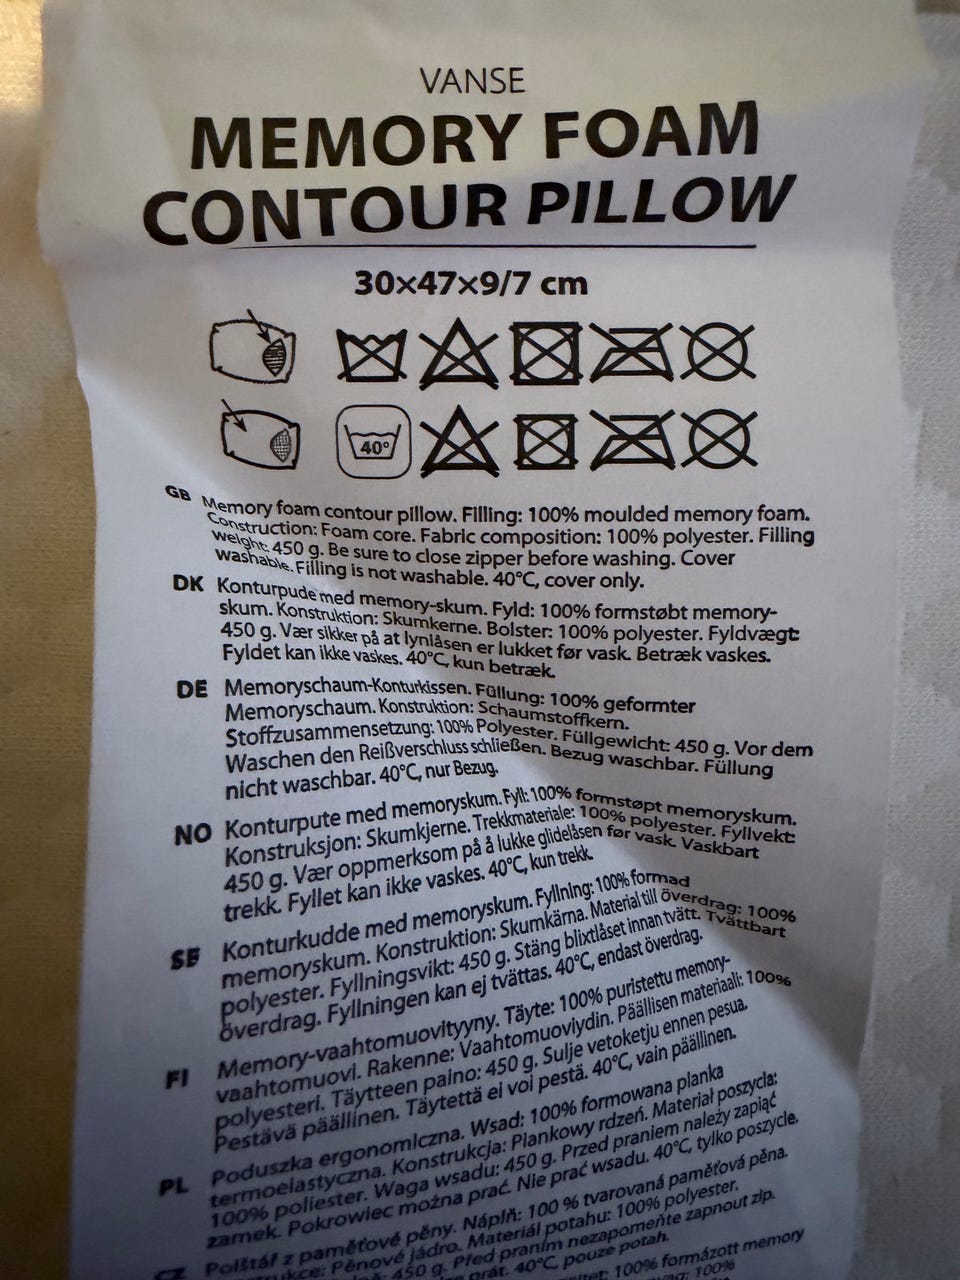 VANSE
MEMORY FOAM
CONTOUR PILLOW
30×47×9/7 cm
40°
GB Memory foam contour pillow. Filling: 100% moulded memory foam.
Construction: Foam core. Fabric composition: 100% polyester. Filling
weight: 450 g. Be sure to close zipper before washing. Cover
washable. Filling is not washable. 40°C, cover only.
DK Konturpude med memory-skum. Fyld: 100% formstøbt memory-
skum. Konstruktion: Skumkerne. Bolster: 100% polyester. Fyldvægt:
450 g. Vær sikker på at lynlåsen er lukket før vask. Betræk vaskes.
Fyldet kan ikke vaskes. 40°C, kun betræk.
DE Memoryschaum-Konturkissen. Füllung: 100% geformter
Memoryschaum. Konstruktion: Schaumstoffkern.
Stoffzusammensetzung: 100% Polyester. Füllgewicht: 450 g. Vor dem
Waschen den Reißverschluss schließen. Bezug waschbar. Füllung
nicht waschbar. 40°C, nur Bezug.
NO Konturpute med memoryskum. Fyll: 100% formstøpt memoryskum.
Konstruksjon: Skumkjerne. Trekkmateriale: 100% polyester. Fyllvekt:
450 g. Vær oppmerksom på å lukke glidelåsen før vask. Vaskbart
trekk. Fyllet kan ikke vaskes. 40°C, kun trekk.
SE Konturkudde med memoryskum. Fyllning: 100% formad
memoryskum. Konstruktion: Skumkärna. Material till överdrag: 100%
polyester. Fyllningsvikt: 450 g. Stäng blixtlåset innan tvätt. Tvättbart
överdrag. Fyllningen kan ej tvättas. 40°C, endast överdrag.
FI Memory-vaahtomuovityyny. Täyte: 100% puristettu memory-
vaahtomuovi. Rakenne: Vaahtomuoviydin. Päällisen materiaali: 100%
polyesteri. Täytteen paino: 450 g. Sulje vetoketju ennen pesua.
Pestävä päällinen. Täytettä ei voi pestä. 40°C, vain päällinen.
PL Poduszka ergonomiczna. Wsad: 100% formowana pianka
termoelastyczna. Konstrukcja: Piankowy rdzeń. Materiał poszycia:
100% poliester. Waga wsadu: 450 g. Przed praniem należy zapiąć
zamek. Pokrowiec można prać. Nie prać wsadu. 40°C, tylko poszycie.
CZ Polštář z paměťové pěny. Náplň: 100 % tvarovaná paměťová pěna.
Pěnové jádro. Materiál potahu: 100% polyester.
450 g. Před praním nezapomeňte zapnout zip.
prát. 40°C, pouze potah.
100% formázott memory
100%